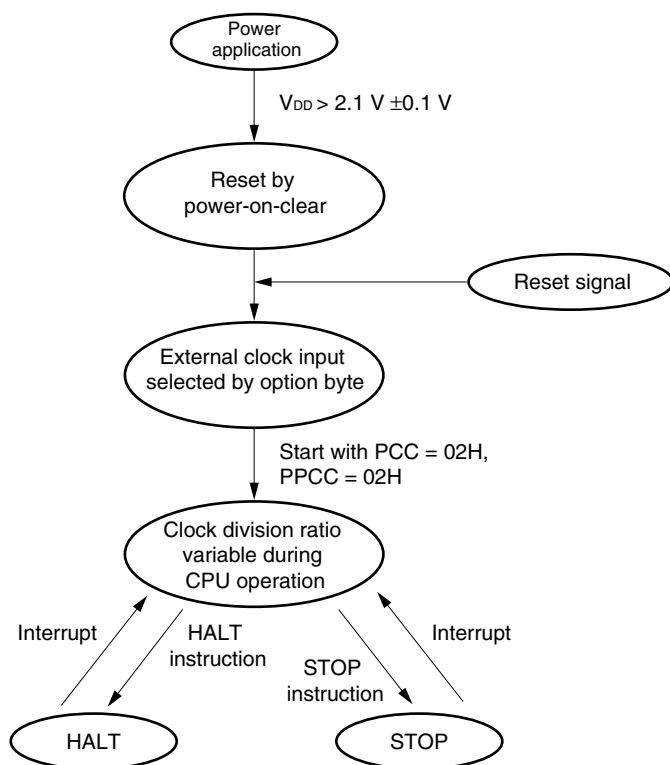 Power
application
VDD > 2.1 V ±0.1 V
Reset by
power-on-clear
Reset signal
External clock input
selected by option byte
Start with PCC = 02H,
PPCC = 02H
Clock division ratio
variable during
CPU operation
Interrupt
HALT
instruction
STOP
instruction
Interrupt
HALT
STOP